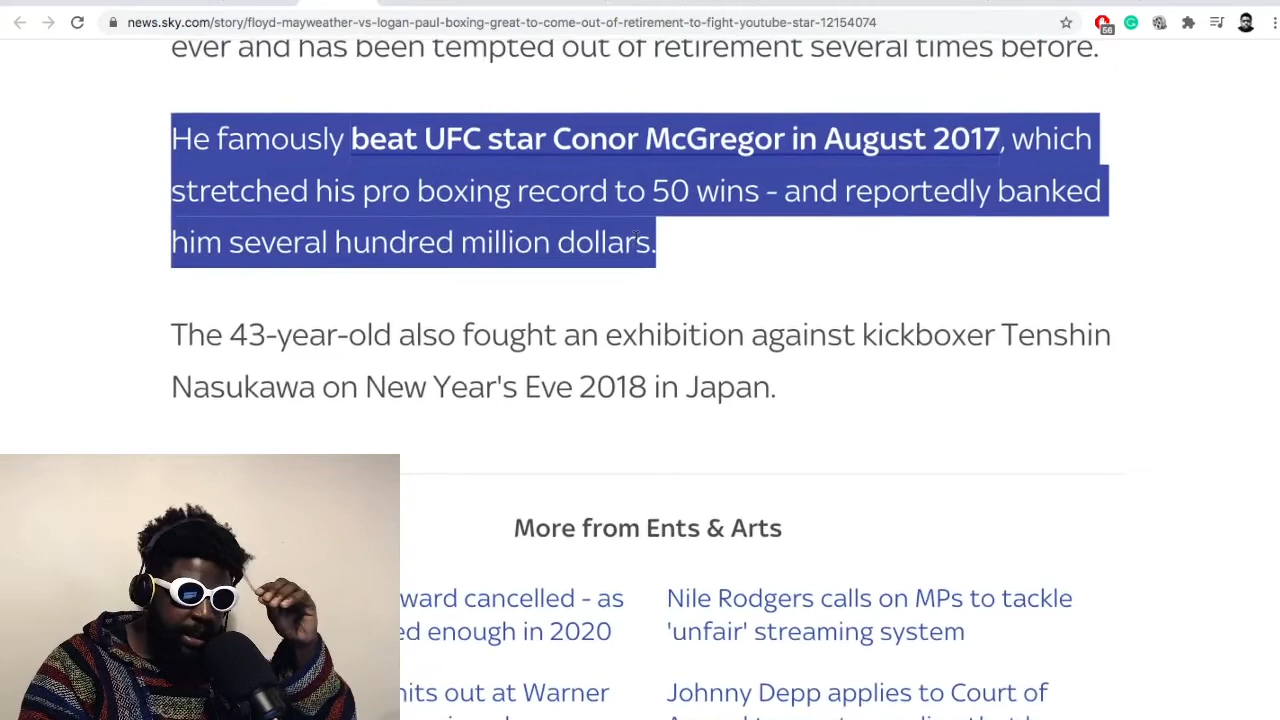 news.sky.com/story/floyd-mayweather-vs-logan-paul-boxing-great-to-come-out-of-retirement-to-fight-youtube-star-12154074
56
ever and has been tempted out of retirement several times before.
He famously beat UFC star Conor McGregor in August 2017, which
stretched his pro boxing record to 50 wins - and reportedly banked
him several hundred million dollars.
The 43-year-old also fought an exhibition against kickboxer Tenshin
Nasukawa on New Year's Eve 2018 in Japan.
More from Ents & Arts
ward cancelled - as
ed enough in 2020
Nile Rodgers calls on MPs to tackle
'unfair' streaming system
hits out at Warner
Johnny Depp applies to Court of